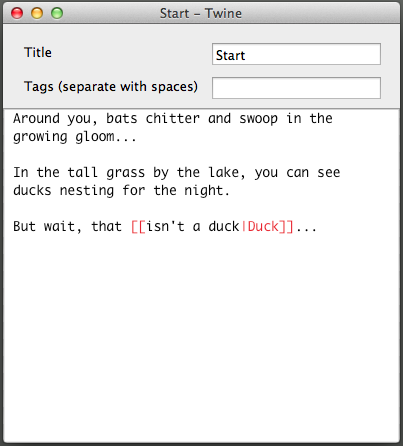 Start - Twine
Title
Start
Tags (separate with spaces)
Around you, bats chitter and swoop in the
growing gloom...
In the tall grass by the lake, you can see
ducks nesting for the night.
But wait, that [[isn't a duck|Duck]]...